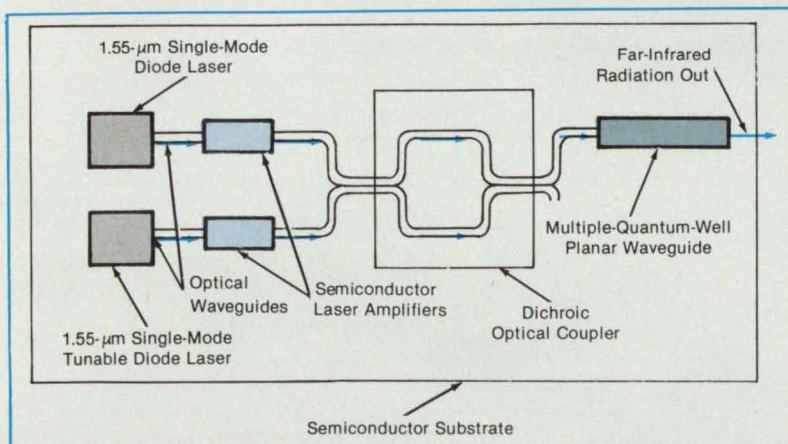 1.55-µm Single-Mode
Diode Laser
Far-Infrared
Radiation Out
Optical
Waveguides
Semiconductor
Laser Amplifiers
Multiple-Quantum-Well
Planar Waveguide
Dichroic
Optical Coupler
1.55-µm Single-Mode
Tunable Diode Laser
Semiconductor Substrate